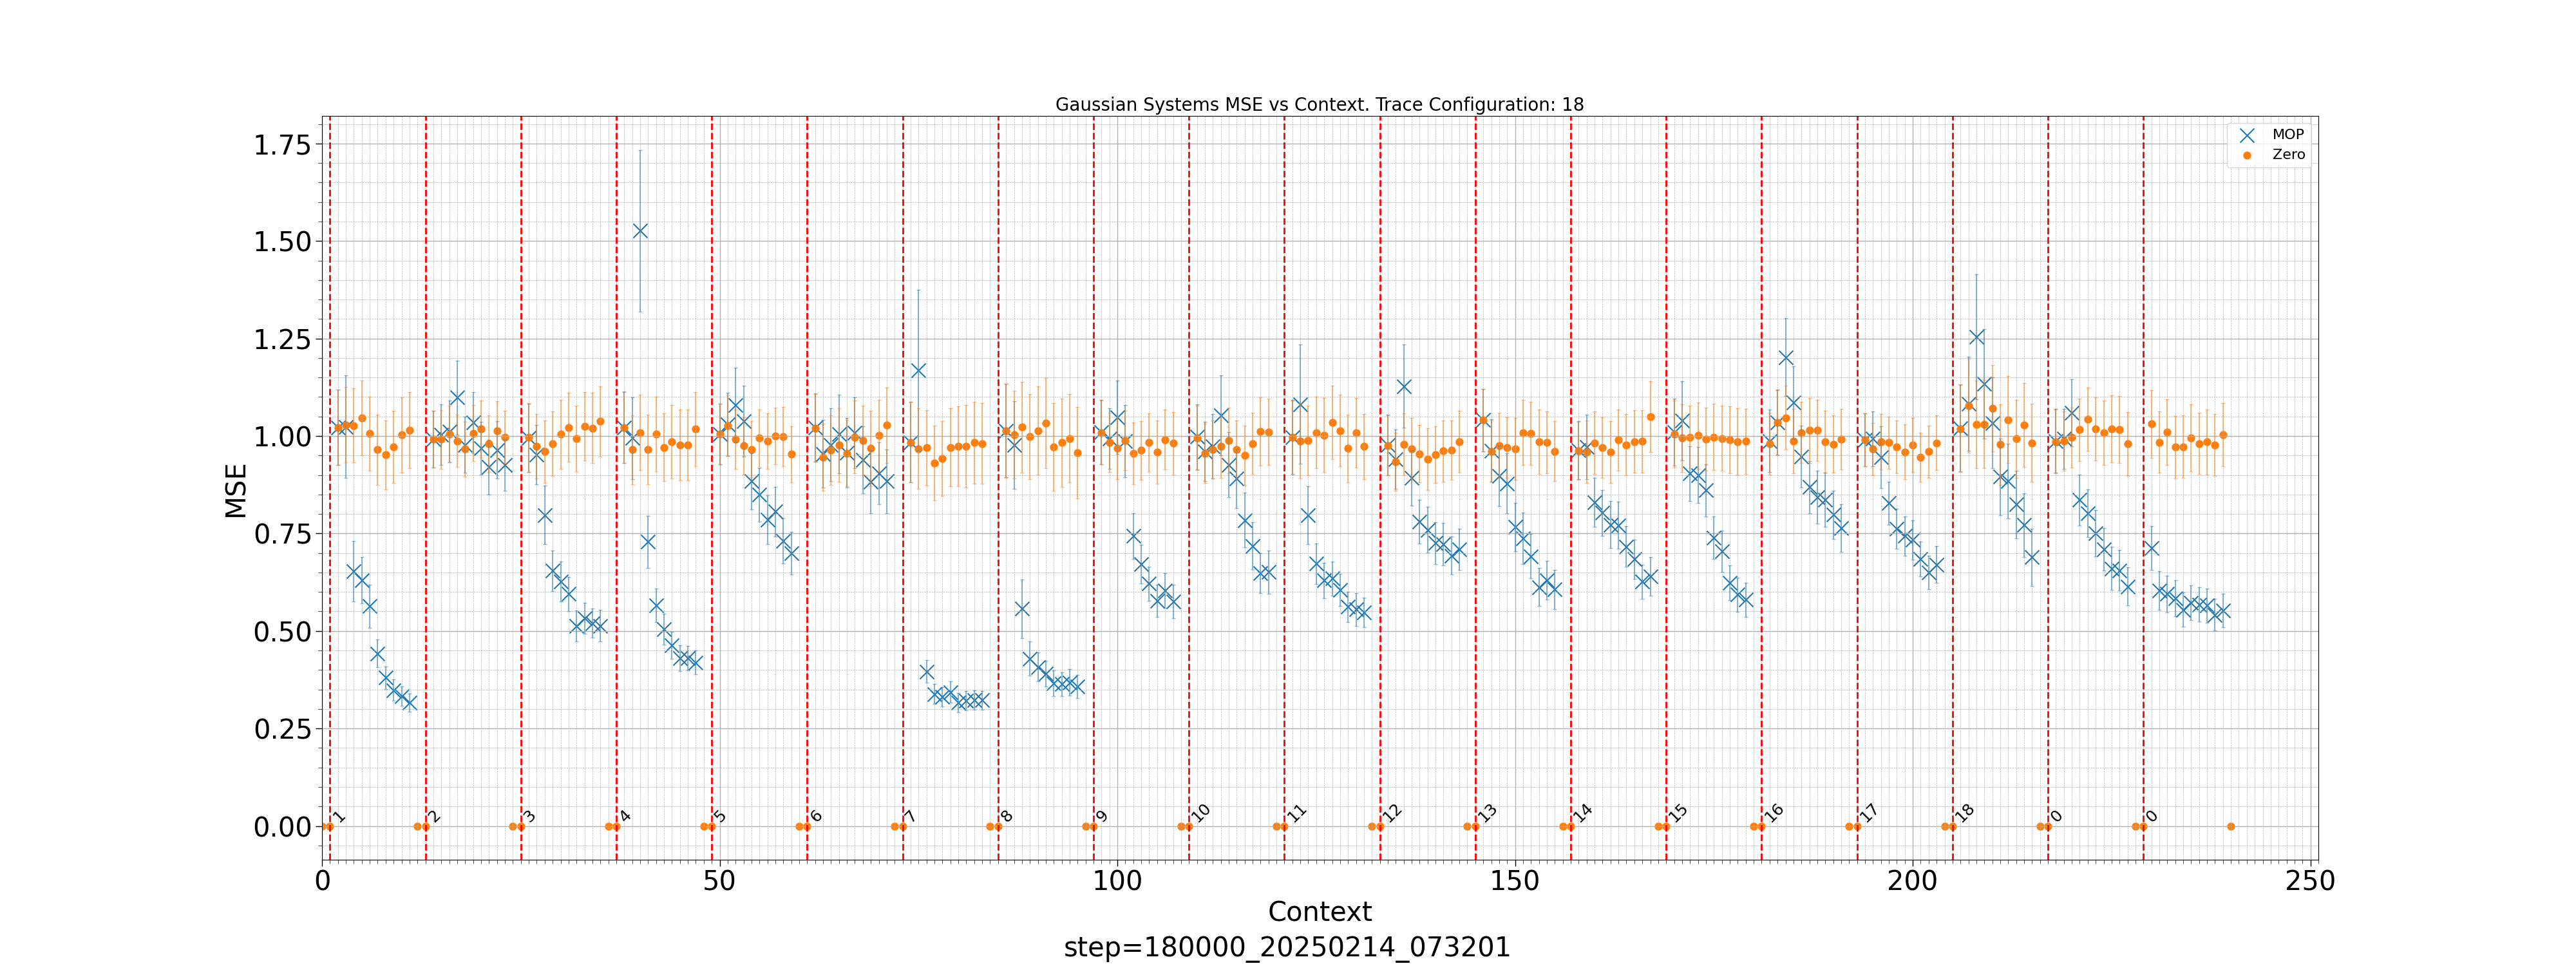 Gaussian Systems MSE vs Context. Trace Configuration: 18
MOP
Zero
1.75
1.50
1.25
1.00
0.75
0.50
0.25
0.00
MSE
1 2 3 4 5 6 7 8 9 10 11 12 13 14 15 16 17 18 0 0
0 50 100 150 200 250
Context
step=180000_20250214_073201